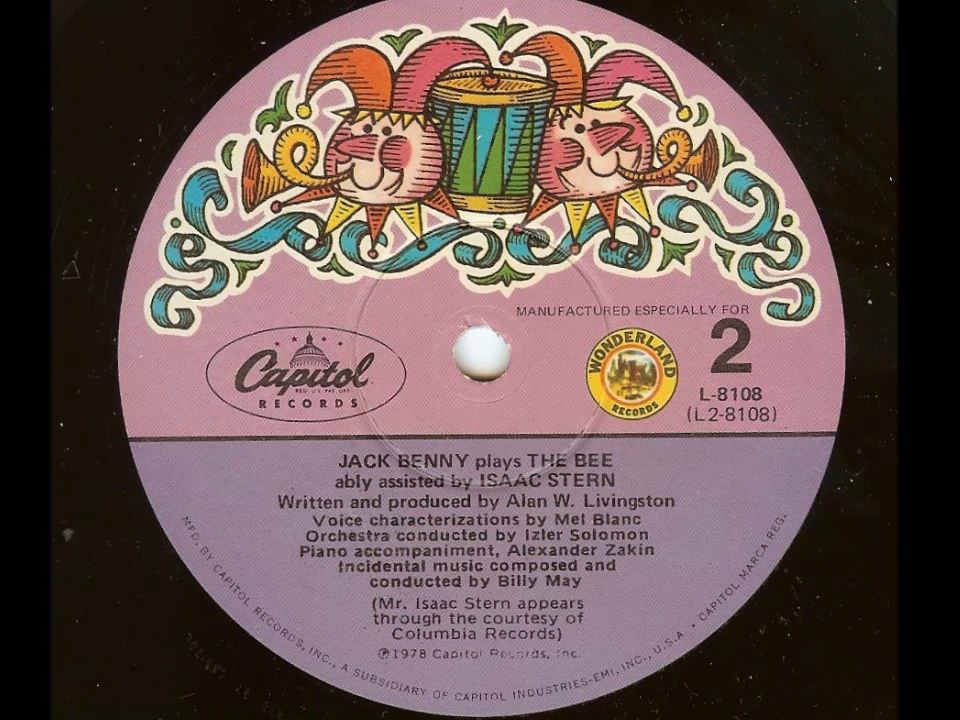 MANUFACTURED ESPECIALLY FOR
Capitol
RECORDS
WONDERLAND
RECORDS
2
L-8108
(L2-8108)
JACK BENNY plays THE BEE
ably assisted by ISAAC STERN
Written and produced by Alan W. Livingston
Voice characterizations by Mel Blanc
Orchestra conducted by Izler Solomon
Piano accompaniment, Alexander Zakin
Incidental music composed and
conducted by Billy May
(Mr. Isaac Stern appears
through the courtesy of
Columbia Records)
℗1978 Capitol Records, Inc.
MFD. BY CAPITOL RECORDS, INC., A SUBSIDIARY OF CAPITOL INDUSTRIES-EMI, INC., U.S.A. • CAPITOL MARCA REG.